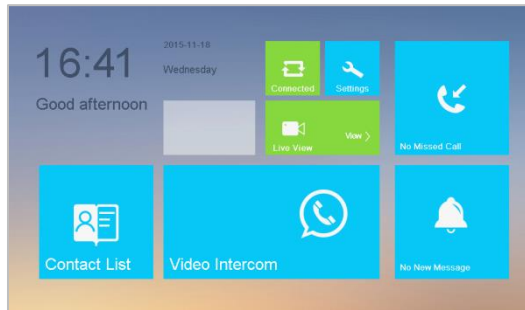 16:41
2015-11-18
Wednesday
Good afternoon
Connected
Settings
Live View
View
No Missed Call
Contact List
Video Intercom
No New Message